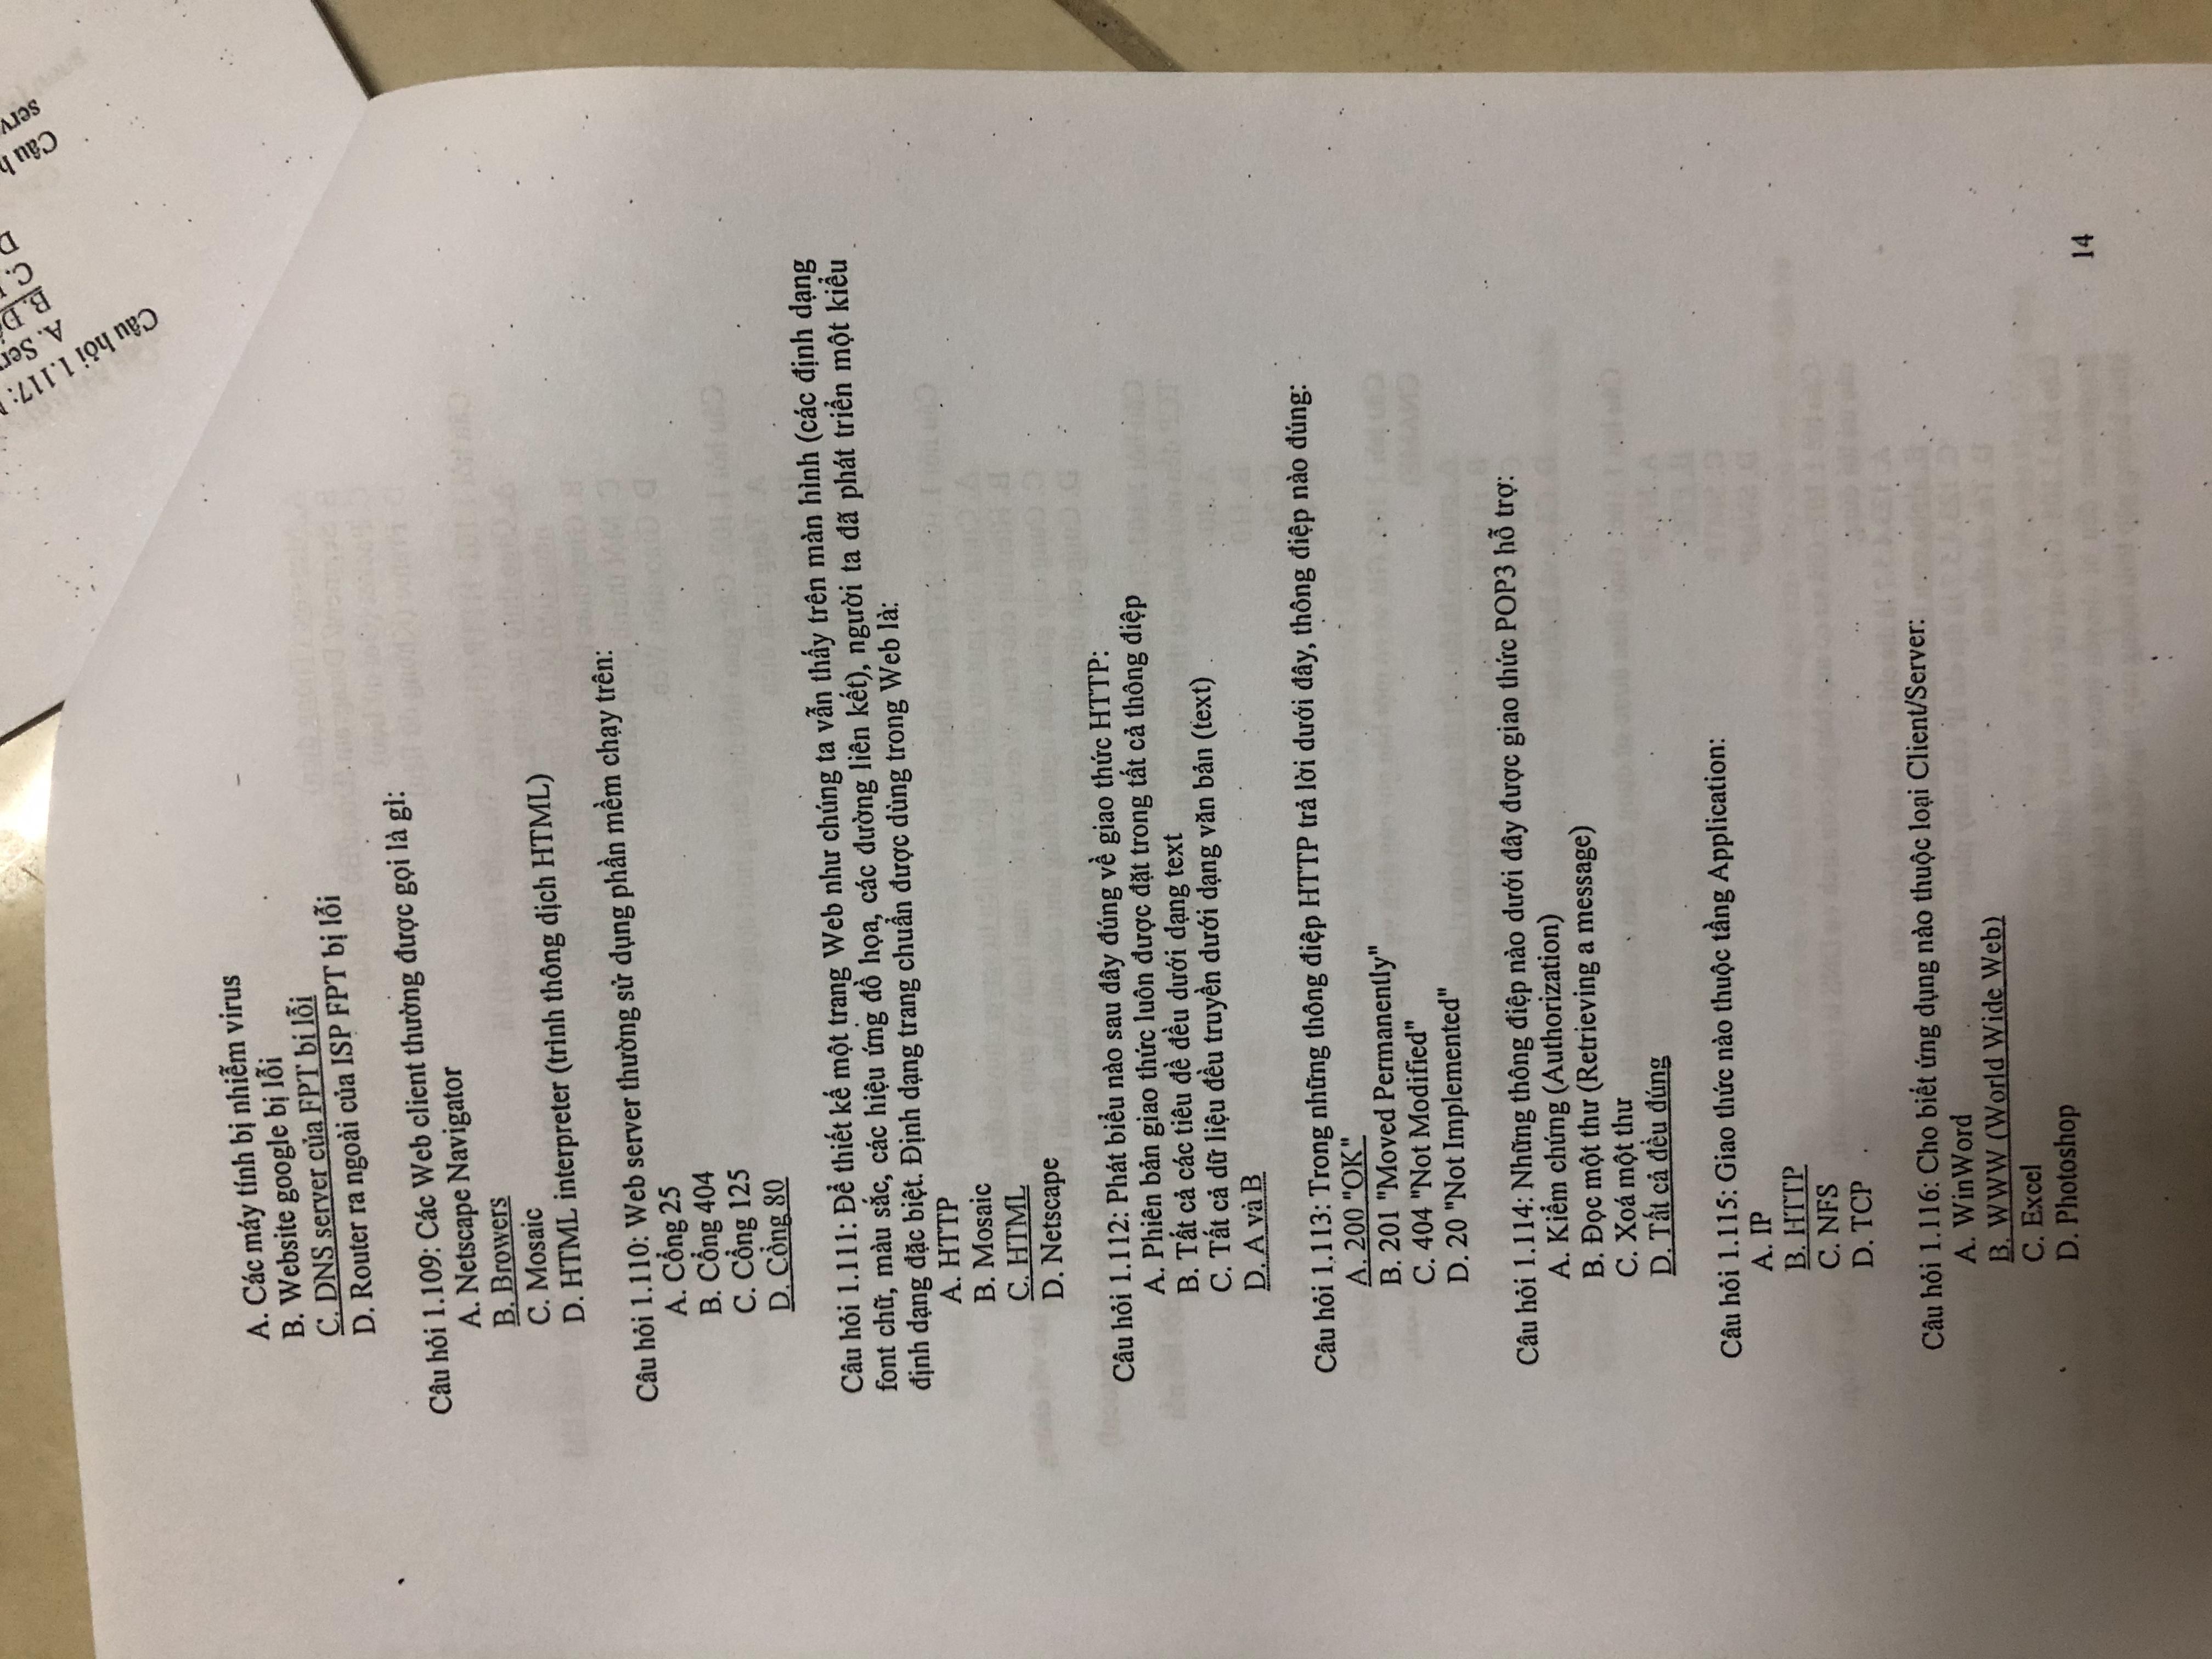 A. Các máy tính bị nhiễm virus
B. Website google bị lỗi
C. DNS server của FPT bị lỗi
D. Router ra ngoài của ISP FPT bị lỗi
Câu hỏi 1.109: Các Web client thường được gọi là gì:
A. Netscape Navigator
B. Browers
C. Mosaic
D. HTML interpreter (trình thông dịch HTML)
Câu hỏi 1.110: Web server thường sử dụng phần mềm chạy trên:
A. Cổng 25
B. Cổng 404
C. Cổng 125
D. Cổng 80
Câu hỏi 1.111: Để thiết kế một trang Web như chúng ta vẫn thấy trên màn hình (các định dạng
font chữ, màu sắc, các hiệu ứng đồ họa, các đường liên kết), người ta đã phát triển một kiểu
định dạng đặc biệt. Định dạng trang chuẩn được dùng trong Web là:
A. HTTP
B. Mosaic
C. HTML
D. Netscape
Câu hỏi 1.112: Phát biểu nào sau đây đúng về giao thức HTTP:
A. Phiên bản giao thức luôn được đặt trong tất cả thông điệp
B. Tất cả các tiêu đề đều dưới dạng text
C. Tất cả dữ liệu đều truyền dưới dạng văn bản (text)
D. A và B
Câu hỏi 1.113: Trong những thông điệp HTTP trả lời dưới đây, thông điệp nào đúng:
A. 200 "OK"
B. 201 "Moved Permanently"
C. 404 "Not Modified"
D. 20 "Not Implemented"
Câu hỏi 1.114: Những thông điệp nào dưới đây được giao thức POP3 hỗ trợ:
A. Kiểm chứng (Authorization)
B. Đọc một thư (Retrieving a message)
C. Xoá một thư
D. Tất cả đều đúng
Câu hỏi 1.115: Giao thức nào thuộc tầng Application:
A. IP
B. HTTP
C. NFS
D. TCP
Câu hỏi 1.116: Cho biết ứng dụng nào thuộc loại Client/Server:
A. WinWord
B. WWW (World Wide Web)
C. Excel
D. Photoshop
14
Câu hỏi 1.117:
A.
B.
C.